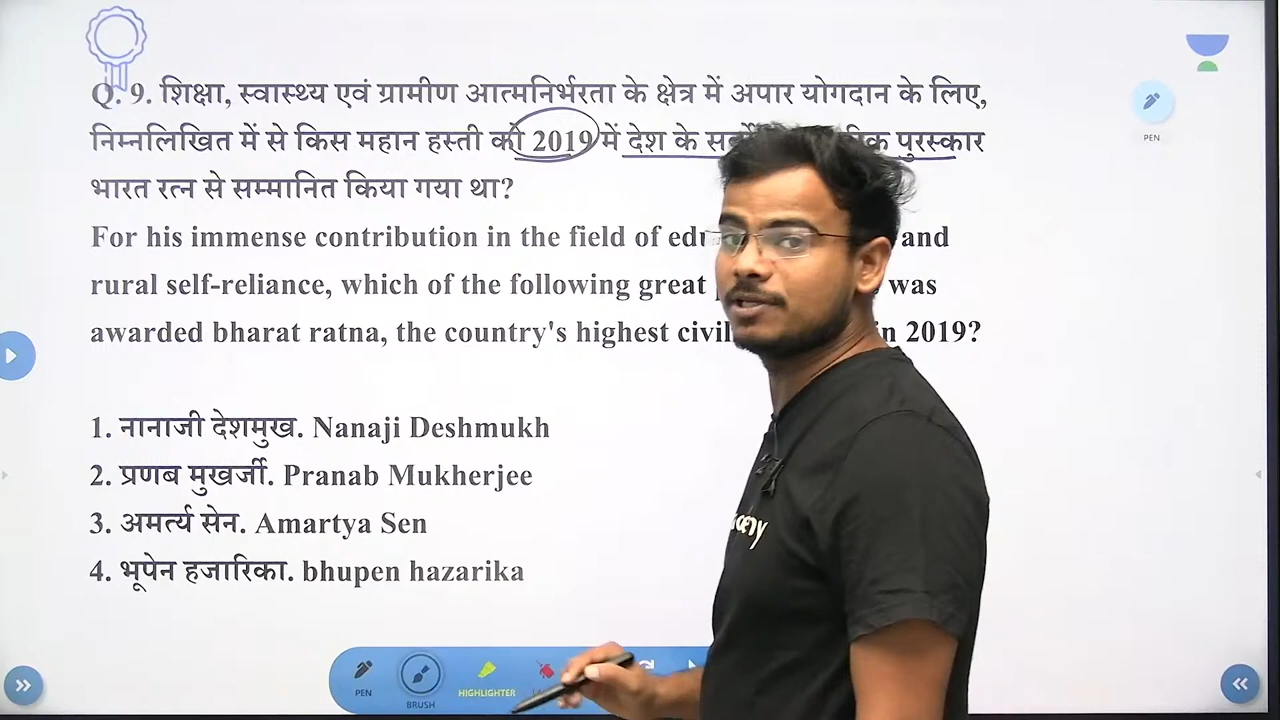 Q. 9. शिक्षा, स्वास्थ्य एवं ग्रामीण आत्मनिर्भरता के क्षेत्र में अपार योगदान के लिए,
निम्नलिखित में से किस महान हस्ती को 2019 में देश के पुरस्कार
भारत रत्न से सम्मानित किया गया था?
For his immense contribution in the field of and
rural self-reliance, which of the following great was
awarded bharat ratna, the country's highest in 2019?
1. नानाजी देशमुख. Nanaji Deshmukh
2. प्रणब मुखर्जी. Pranab Mukherjee
3. अमर्त्य सेन. Amartya Sen
4. भूपेन हजारिका. bhupen hazarika
PEN
PEN
BRUSH
HIGHLIGHTER